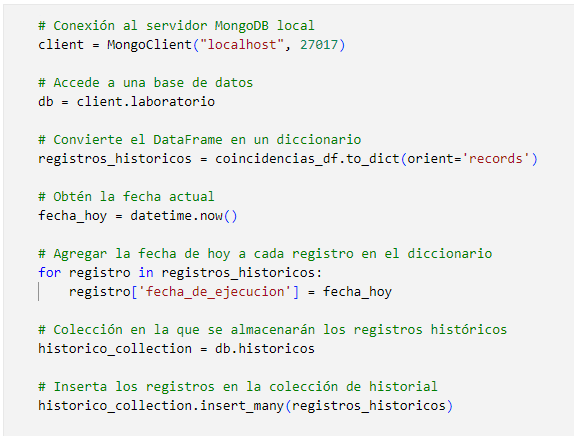 # Conexión al servidor MongoDB local
client = MongoClient("localhost", 27017)
# Accede a una base de datos
db = client.laboratorio
# Convierte el DataFrame en un diccionario
registros_historicos = coincidencias_df.to_dict(orient='records')
# Obtén la fecha actual
fecha_hoy = datetime.now()
# Agregar la fecha de hoy a cada registro en el diccionario
for registro in registros_historicos:
    registro['fecha_de_ejecucion'] = fecha_hoy
# Colección en la que se almacenarán los registros históricos
historico_collection = db.historicos
# Inserta los registros en la colección de historial
historico_collection.insert_many(registros_historicos)